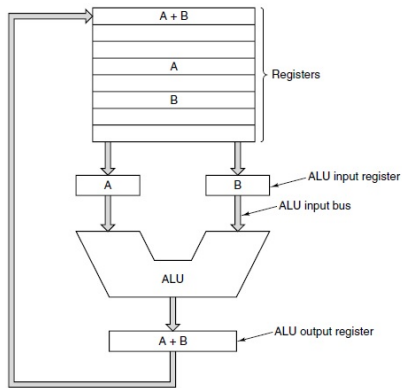 A + B
A
Registers
B
A
B
ALU input register
ALU input bus
ALU
ALU output register
A + B